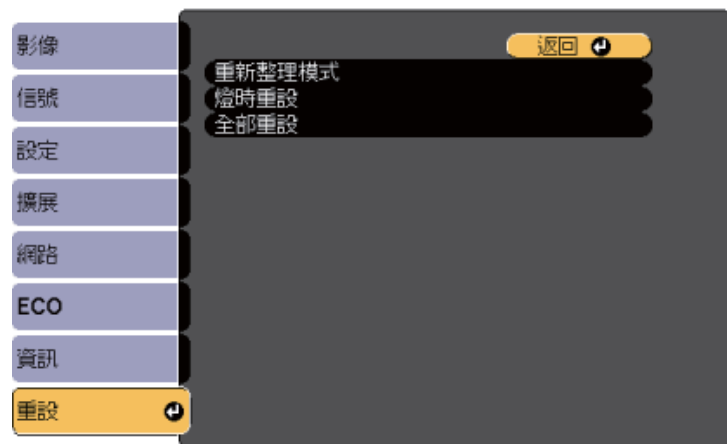 影像
信號
設定
擴展
網路
ECO
資訊
重設
返回
重新整理模式
燈時重設
全部重設